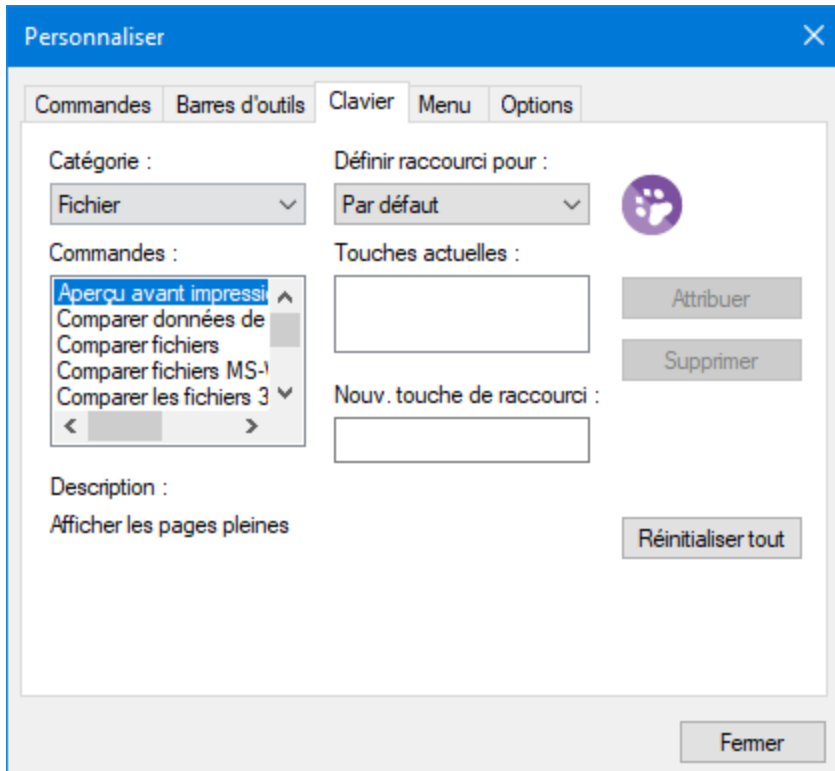 Personnaliser
Commandes Barres d'outils Clavier Menu Options
Catégorie :
Définir raccourci pour :
Fichier
Par défaut
Commandes :
Touches actuelles :
Aperçu avant impressi
Comparer données de
Comparer fichiers
Comparer fichiers MS-
Comparer les fichiers 3
Attribuer
Supprimer
Nouv. touche de raccourci :
Description :
Afficher les pages pleines
Réinitialiser tout
Fermer